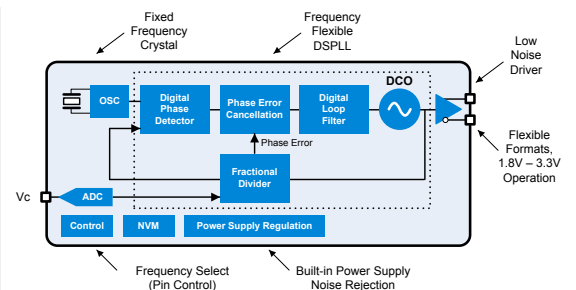 Fixed
Frequency
Crystal
Frequency
Flexible
DSPLL
Low
Noise
Driver
OSC
Digital
Phase
Detector
Phase Error
Cancellation
Digital
Loop
Filter
DCO
Phase Error
Fractional
Divider
Flexible
Formats,
1.8V – 3.3V
Operation
Vc
ADC
Control
NVM
Power Supply Regulation
Frequency Select
(Pin Control)
Built-in Power Supply
Noise Rejection